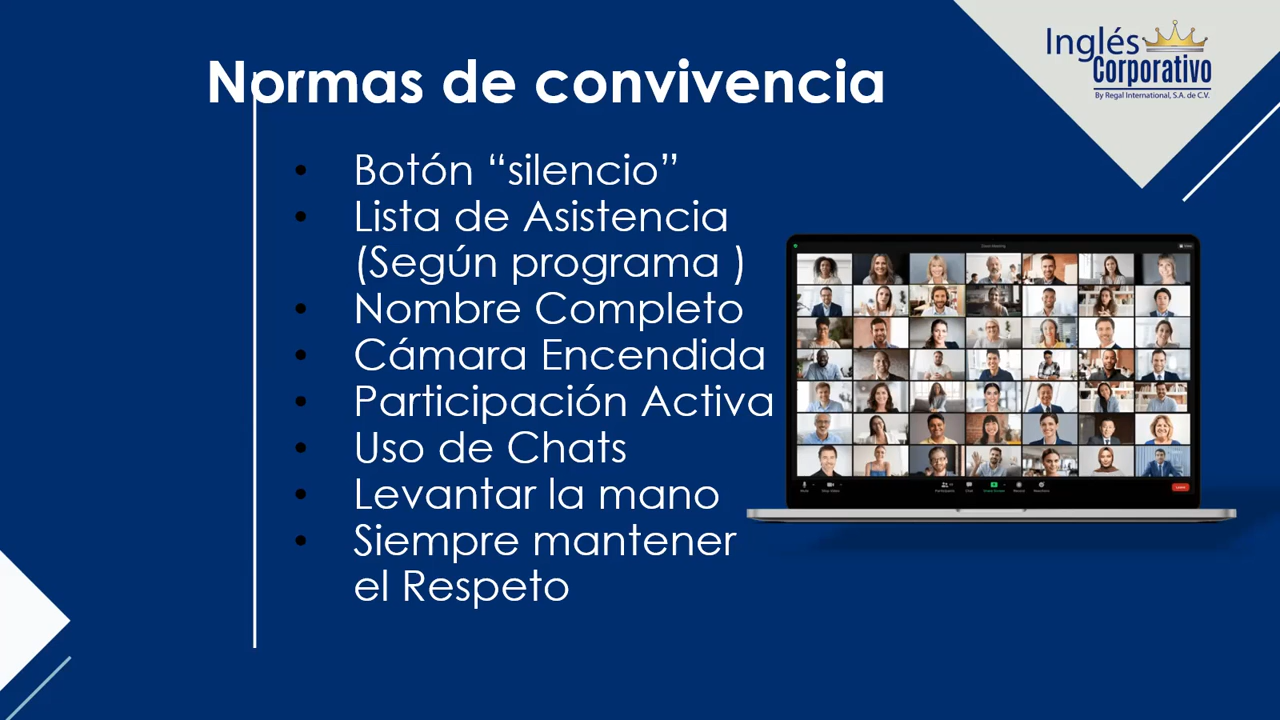 Inglés
Corporativo
By Regal International, S.A. de C.V.
Normas de convivencia
• Botón “silencio”
• Lista de Asistencia
(Según programa )
• Nombre Completo
• Cámara Encendida
• Participación Activa
• Uso de Chats
• Levantar la mano
• Siempre mantener
el Respeto